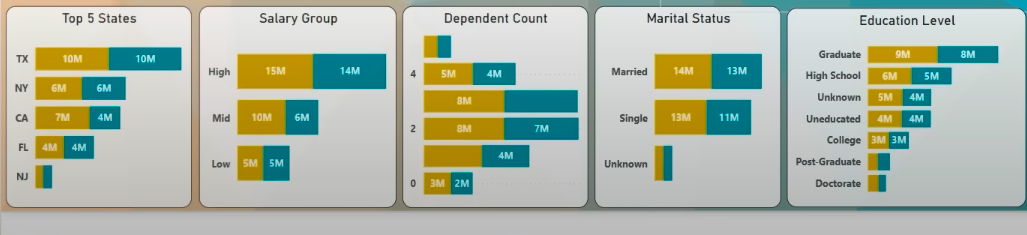 Top 5 States
TX 10M 10M
NY 6M 6M
CA 7M 4M
FL 4M 4M
NJ
Salary Group
High 15M 14M
Mid 10M 6M
Low 5M 5M
Dependent Count
4 5M 4M
8M
2 8M 7M
4M
0 3M 2M
Marital Status
Married 14M 13M
Single 13M 11M
Unknown
Education Level
Graduate 9M 8M
High School 6M 5M
Unknown 5M 4M
Uneducated 4M 4M
College 3M 3M
Post-Graduate
Doctorate